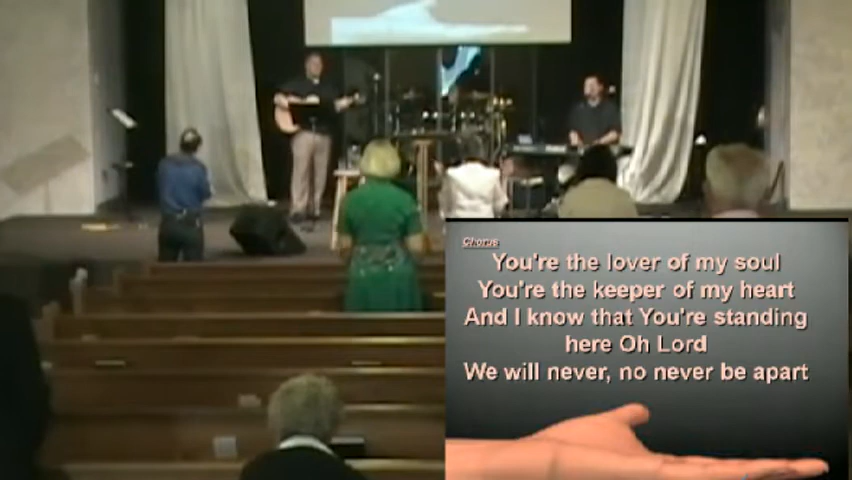 Chorus
You're the lover of my soul
You're the keeper of my heart
And I know that You're standing
here Oh Lord
We will never, no never be apart